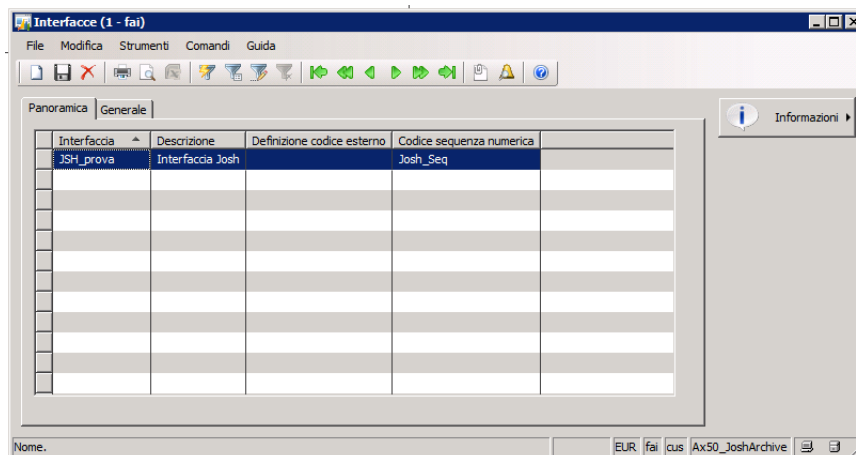 Interfacce (1 - fai)
File Modifica Strumenti Comandi Guida
Panoramica Generale
Informazioni
Interfaccia Descrizione Definizione codice esterno Codice sequenza numerica
JSH_prova Interfaccia Josh Josh_Seq
Nome. EUR fai cus Ax50_JoshArchive